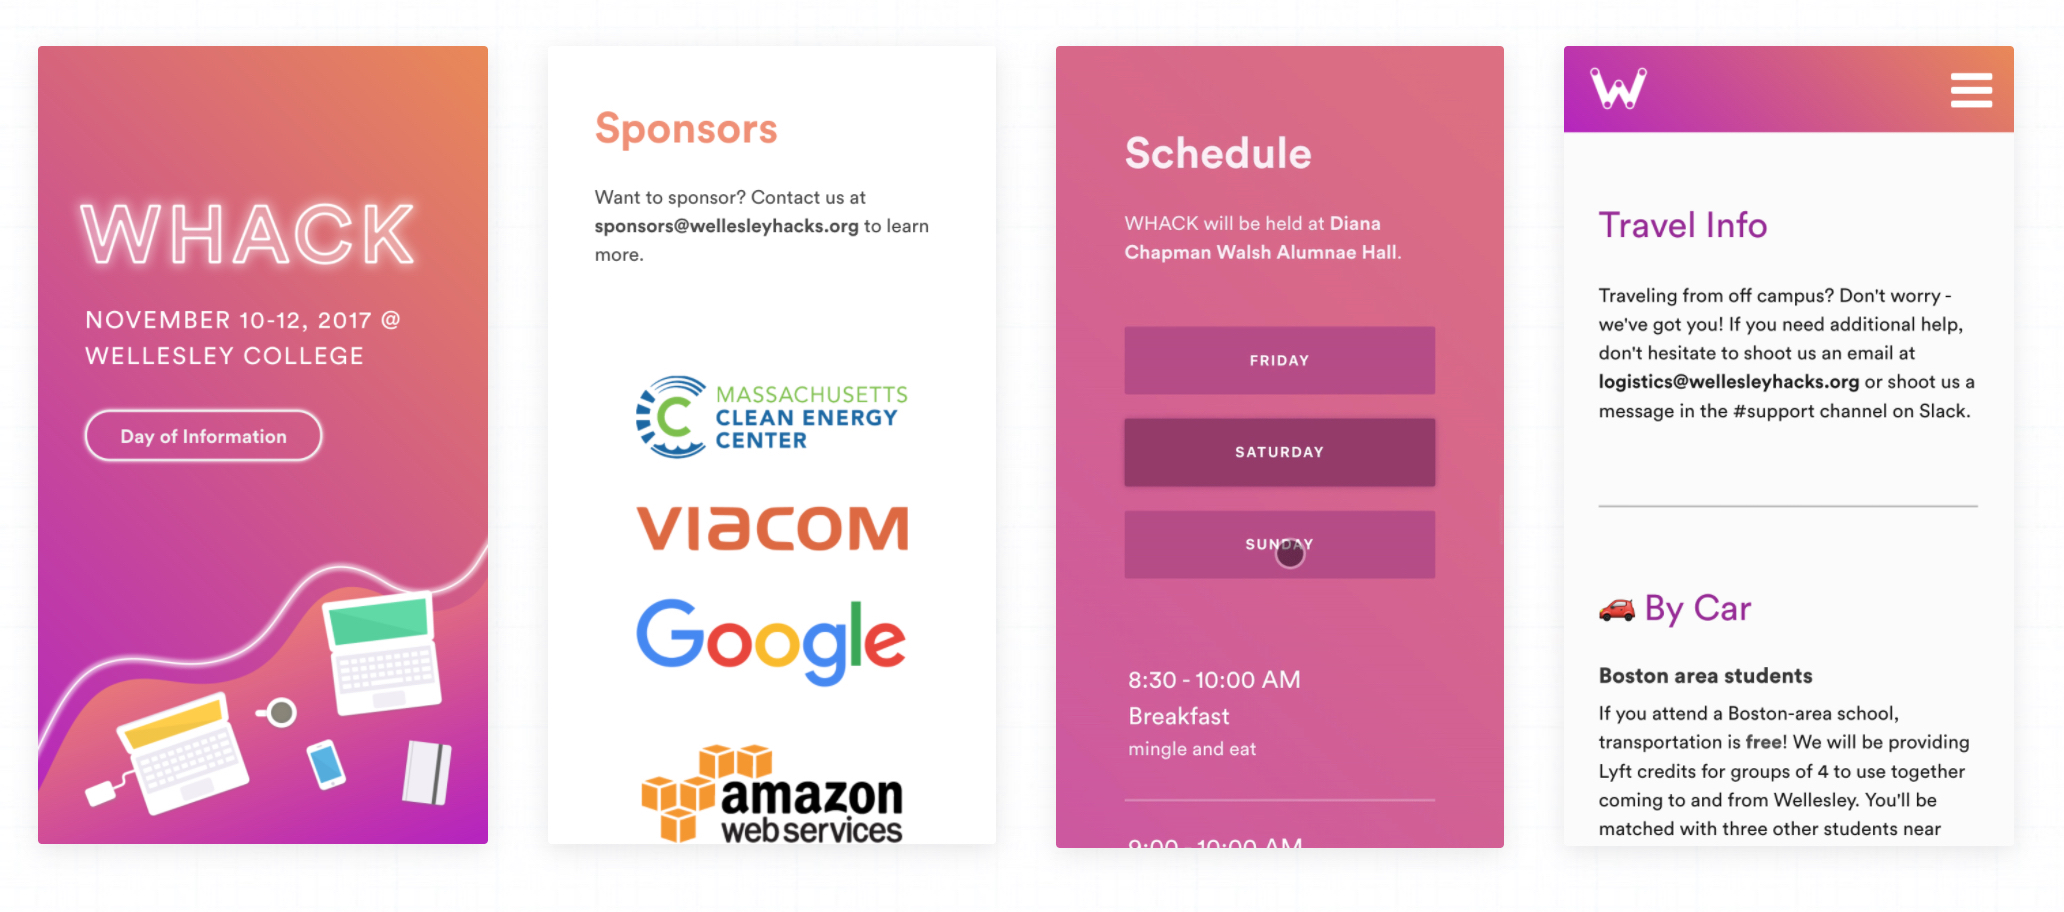 WHACK
NOVEMBER 10-12, 2017 @
WELLESLEY COLLEGE
Day of Information
Sponsors
Want to sponsor? Contact us at
sponsors@wellesleyhacks.org to learn
more.
MASSACHUSETTS
CLEAN ENERGY
CENTER
VIACOM
Google
amazon
web services
Schedule
WHACK will be held at Diana
Chapman Walsh Alumnae Hall.
FRIDAY
SATURDAY
SUNDAY
8:30 - 10:00 AM
Breakfast
mingle and eat
9:00 - 10:00 AM
W
Travel Info
Traveling from off campus? Don't worry -
we've got you! If you need additional help,
don't hesitate to shoot us an email at
logistics@wellesleyhacks.org or shoot us a
message in the #support channel on Slack.
By Car
Boston area students
If you attend a Boston-area school,
transportation is free! We will be providing
Lyft credits for groups of 4 to use together
coming to and from Wellesley. You'll be
matched with three other students near